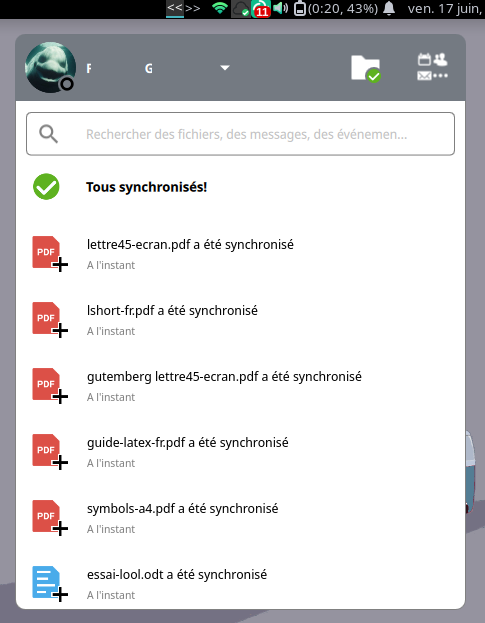 << >> 11 (0:20, 43%) ven. 17 juin,
F G
Rechercher des fichiers, des messages, des événemen...
Tous synchronisés!
PDF lettre45-ecran.pdf a été synchronisé
A l'instant
PDF lshort-fr.pdf a été synchronisé
A l'instant
PDF gutemberg lettre45-ecran.pdf a été synchronisé
A l'instant
PDF guide-latex-fr.pdf a été synchronisé
A l'instant
PDF symbols-a4.pdf a été synchronisé
A l'instant
essai-lool.odt a été synchronisé
A l'instant